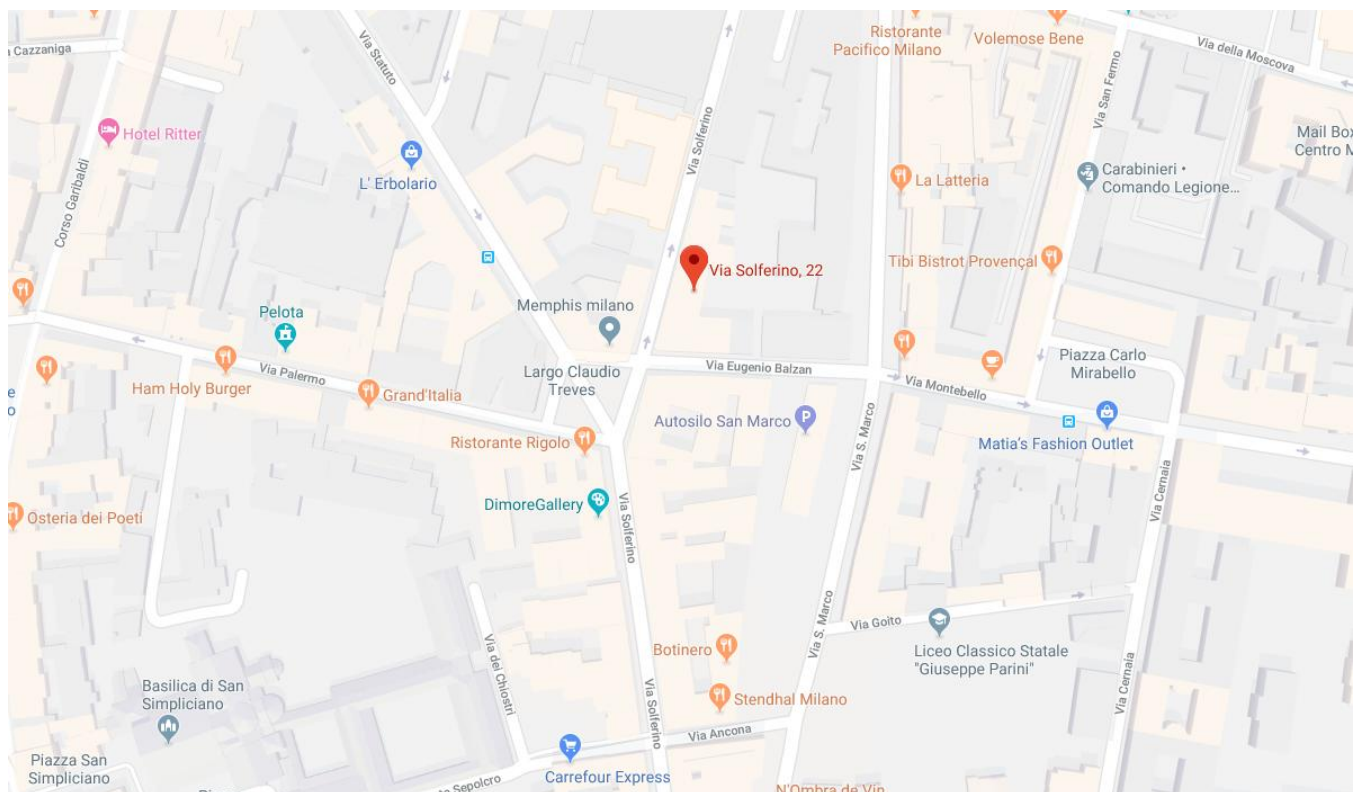 Ristorante
Pacifico Milano
Volemose Bene
Via della Moscova
Cazzaniga
Via Statuto
Via San Fermo
Hotel Ritter
Via Solferino
Mail Box
Centro M
L' Erbolario
La Latteria
Carabinieri •
Comando Legione...
Corso Garibaldi
Via Solferino, 22
Tibi Bistrot Provençal
Memphis milano
Pelota
Largo Claudio
Treves
Via Eugenio Balzan
Piazza Carlo
Mirabello
Via Palermo
Ham Holy Burger
Grand'Italia
Via Montebello
Autosilo San Marco
Ristorante Rigolo
Via S. Marco
Matia's Fashion Outlet
DimoreGallery
Via Solferino
Via Cernaia
Osteria dei Poeti
Via S. Marco
Via Goito
Botinero
Liceo Classico Statale
"Giuseppe Parini"
Via dei Chiostri
Basilica di San
Simpliciano
Via Solferino
Stendhal Milano
Via Cernaia
Via Ancona
Piazza San
Simpliciano
Carrefour Express
Sepolcro
N'Ombra de Vin